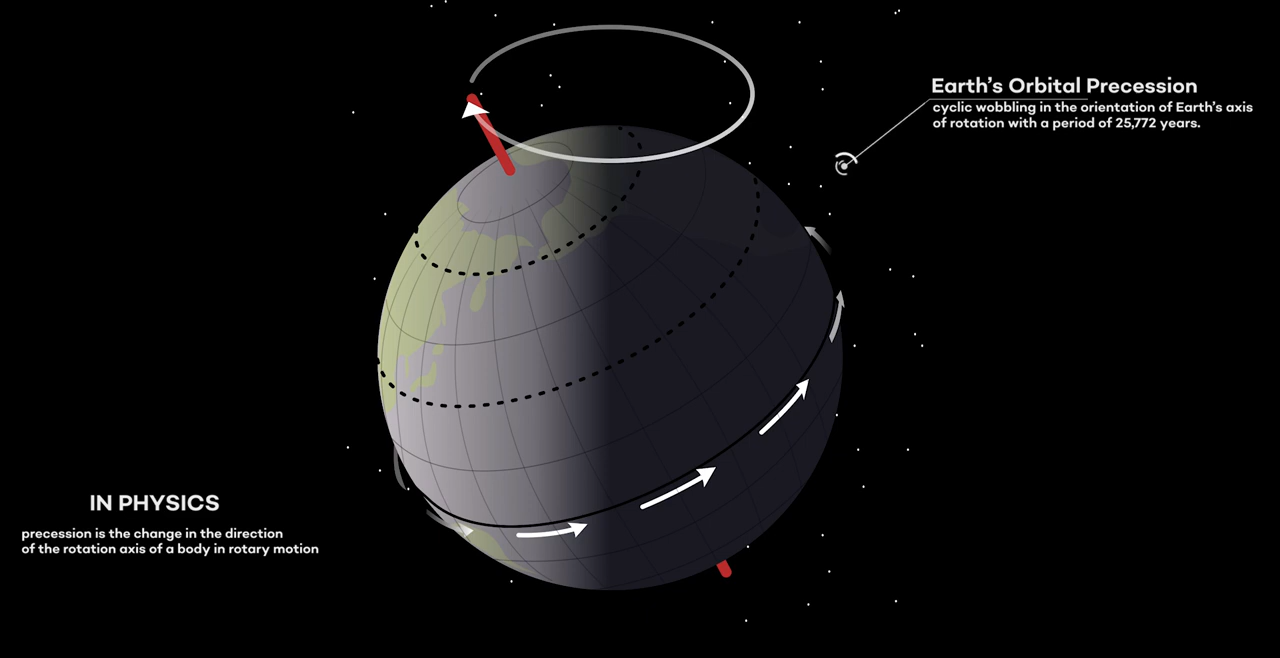 Earth's Orbital Precession
cyclic wobbling in the orientation of Earth's axis
of rotation with a period of 25,772 years.
IN PHYSICS
precession is the change in the direction
of the rotation axis of a body in rotary motion